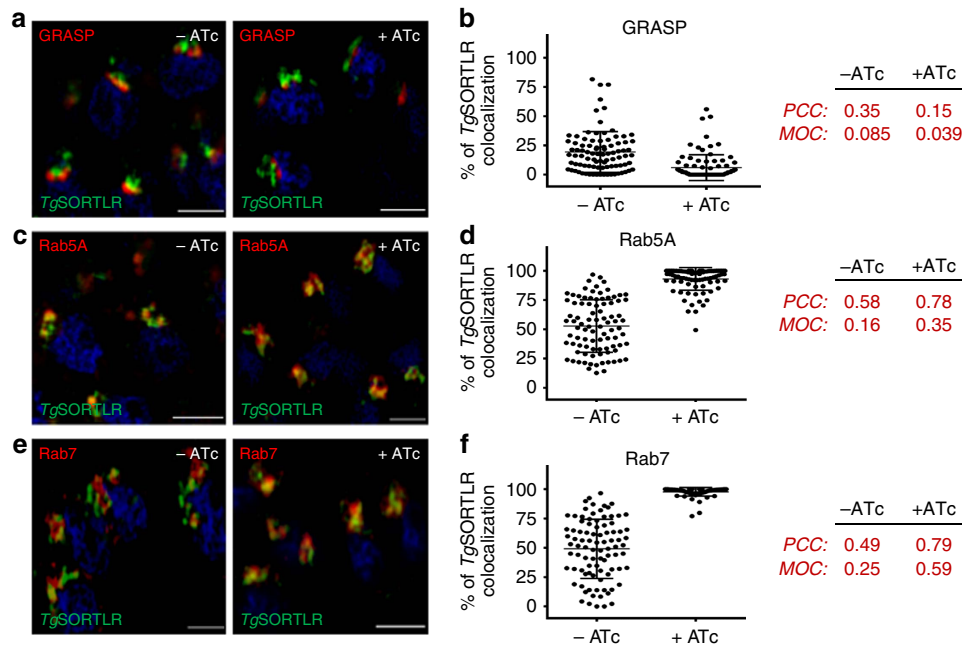 a
GRASP – ATc
TgSORTLR
GRASP + ATc
b
GRASP
% of TgSORTLR
colocalization
100
75
50
25
0
– ATc + ATc
–ATc +ATc
PCC: 0.35 0.15
MOC: 0.085 0.039
c
Rab5A – ATc
TgSORTLR
Rab5A + ATc
TgSORTLR
d
Rab5A
% of TgSORTLR
colocalization
100
75
50
25
0
– ATc + ATc
–ATc +ATc
PCC: 0.58 0.78
MOC: 0.16 0.35
e
Rab7 – ATc
TgSORTLR
Rab7 + ATc
f
Rab7
% of TgSORTLR
colocalization
100
75
50
25
0
– ATc + ATc
–ATc +ATc
PCC: 0.49 0.79
MOC: 0.25 0.59